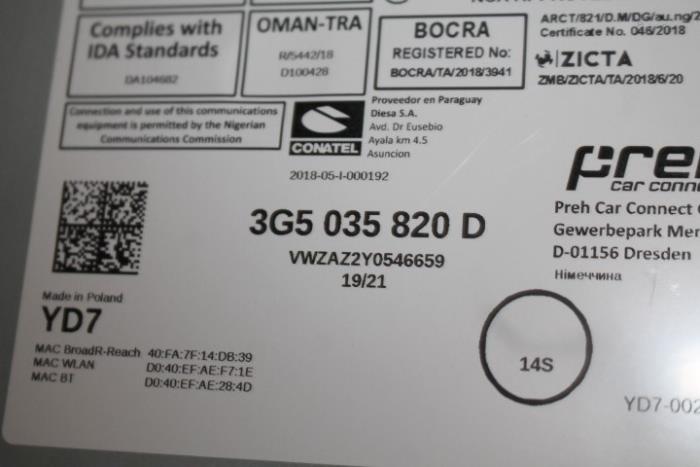 Complies with
IDA Standards
DA104682
OMAN-TRA
R/5442/18
D100428
BOCRA
REGISTERED No:
BOCRA/TA/2018/3941
ARCT/821/D.M/DG/au.ng/2
Certificate No. 046/2018
ZICTA
ZMB/ZICTA/TA/2018/6/20
Connection and use of this communications
equipment is permitted by the Nigerian
Communications Commission
CONATEL
Proveedor en Paraguay
Diesa S.A.
Avd. Dr Eusebio
Ayala km 4.5
Asuncion
2018-05-I-000192
Preh
car conn
Preh Car Connect
Gewerbepark Mer
D-01156 Dresden
Німеччина
3G5 035 820 D
VWZAZ2Y0546659
19/21
Made in Poland
YD7
MAC BroadR-Reach 40:FA:7F:14:DB:39
MAC WLAN D0:40:EF:AE:F7:1E
MAC BT D0:40:EF:AE:28:4D
14S
YD7-002